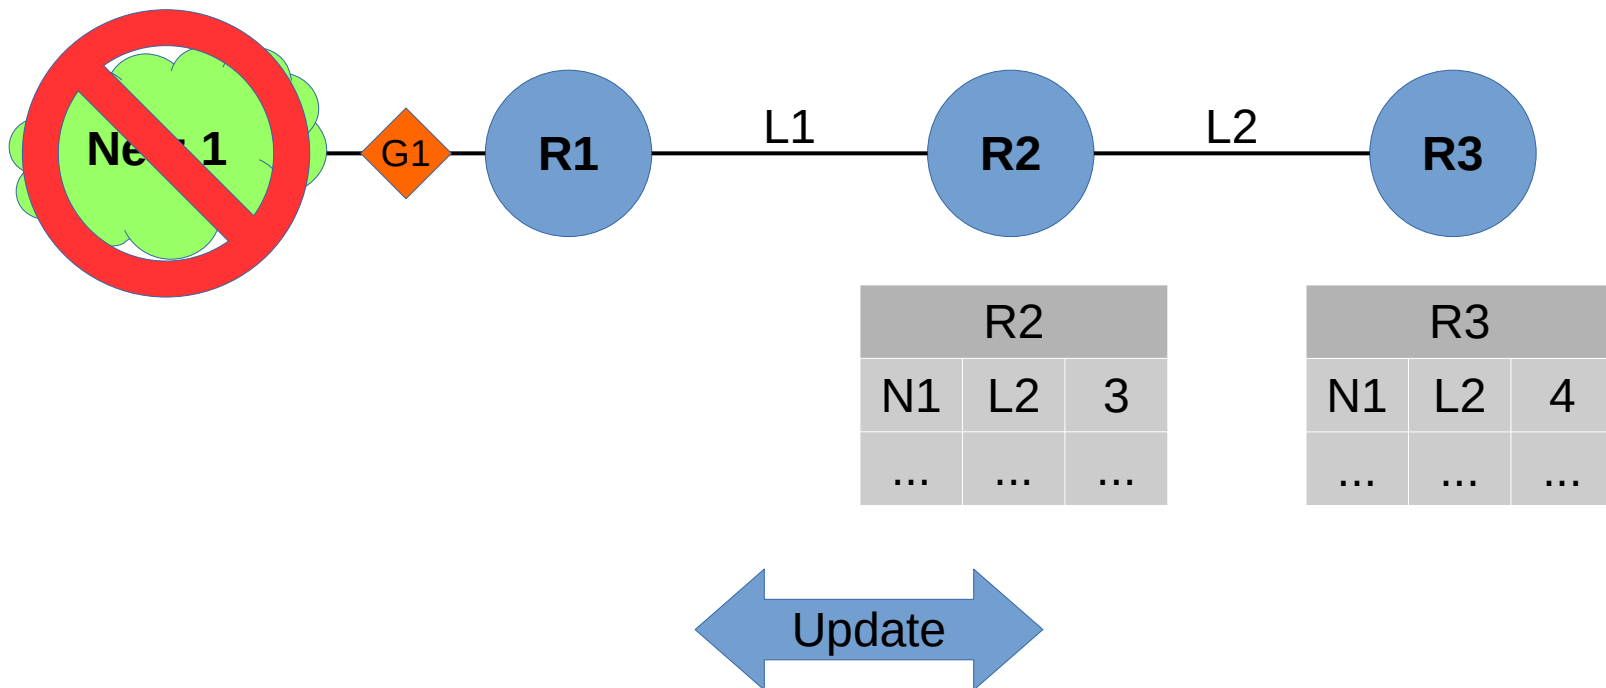 1
G1
R1
L1
R2
L2
R3
R2
N1 L2 3
... ... ...
R3
N1 L2 4
... ... ...
Update